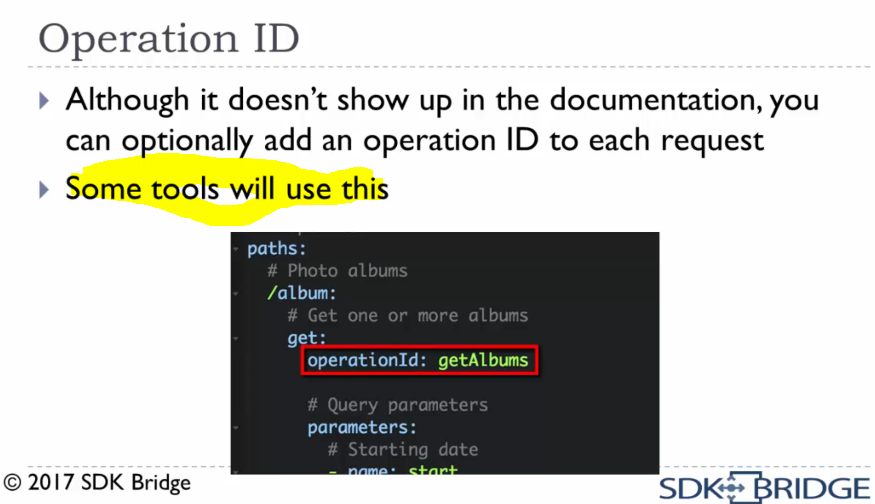 Operation ID
Although it doesn't show up in the documentation, you
can optionally add an operation ID to each request
Some tools will use this
paths:
# Photo albums
/album:
# Get one or more albums
get:
operationId: getAlbums
# Query parameters
parameters:
# Starting date
- name: start
© 2017 SDK Bridge
SDK BRIDGE